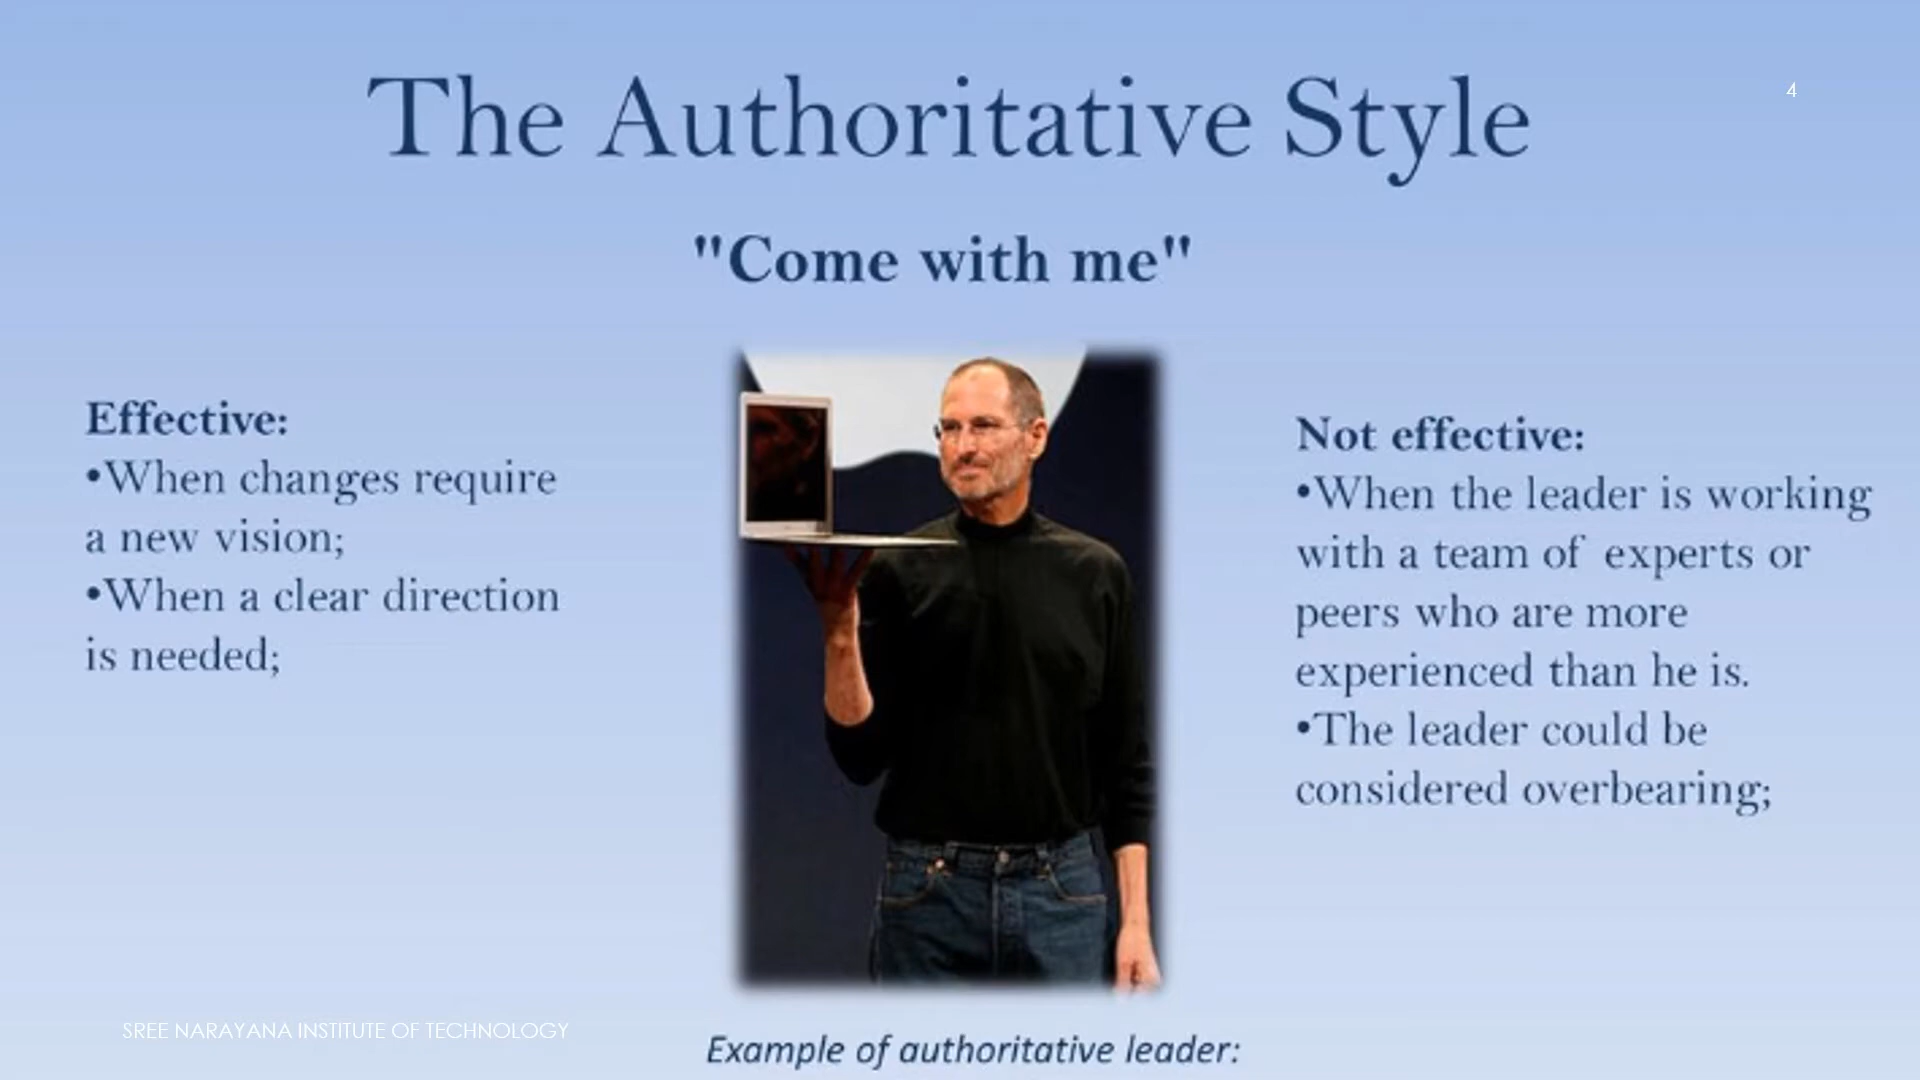 The Authoritative Style
4
"Come with me"
Effective:
•When changes require
a new vision;
•When a clear direction
is needed;
Not effective:
•When the leader is working
with a team of experts or
peers who are more
experienced than he is.
•The leader could be
considered overbearing;
SREE NARAYANA INSTITUTE OF TECHNOLOGY
Example of authoritative leader: